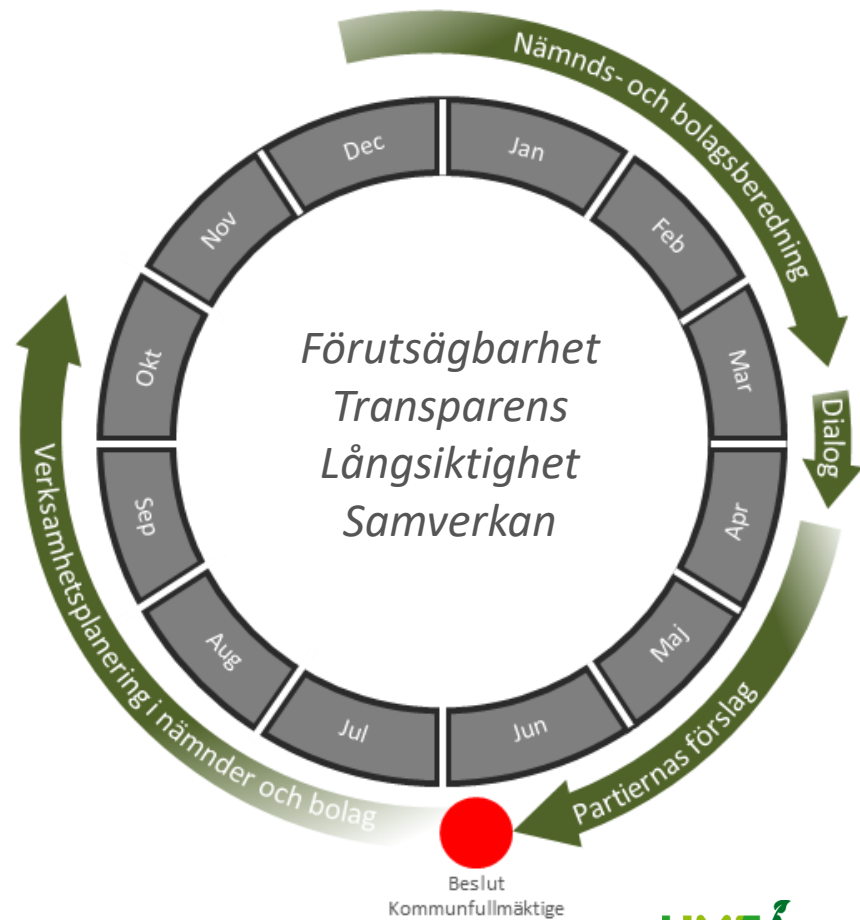 Nämnds- och bolagsberedning
Dec
Jan
Nov
Feb
Okt
Mar
Dialog
Förutsägbarhet
Transparens
Långsiktighet
Samverkan
Sep
Apr
Verksamhetsplanering i nämnder och bolag
Aug
Maj
Jul
Jun
Partiernas förslag
Beslut
Kommunfullmäktige